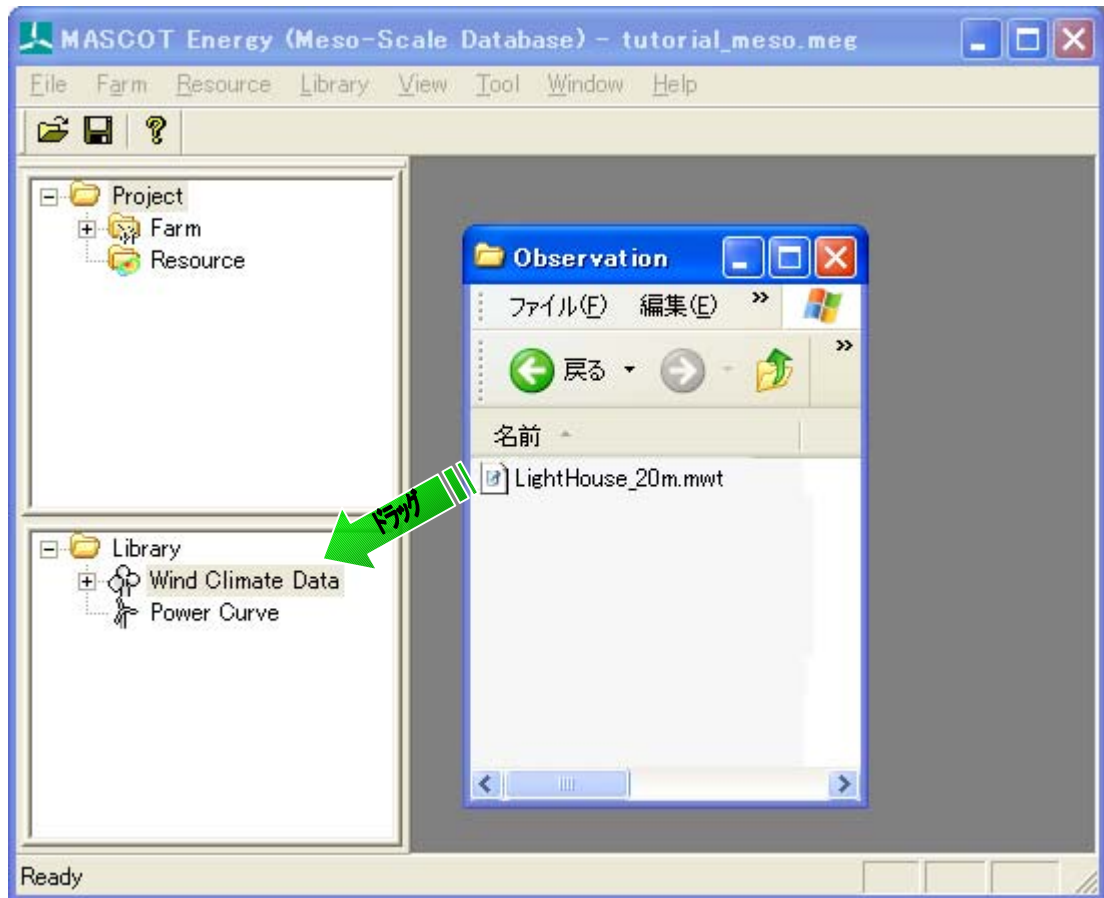 MASCOT Energy (Meso-Scale Database) - tutorial_meso.meg
File Farm Resource Library View Tool Window Help
Project
Farm
Resource
Observation
ファイル(F) 編集(E) »
戻る »
名前
LightHouse_20m.mwt
ドラッグ
Library
Wind Climate Data
Power Curve
Ready